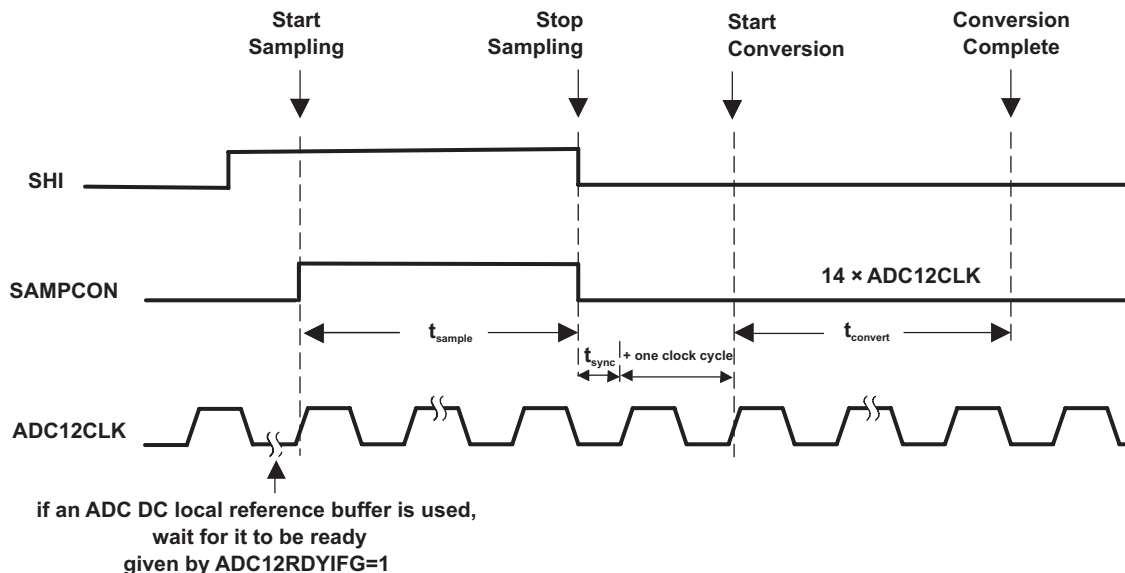 Start
Sampling
Stop
Sampling
Start
Conversion
Conversion
Complete
SHI
SAMPCON
14 × ADC12CLK
tsample
tconvert
tsync
+ one clock cycle
ADC12CLK
if an ADC DC local reference buffer is used,
wait for it to be ready
given by ADC12RDYIFG=1